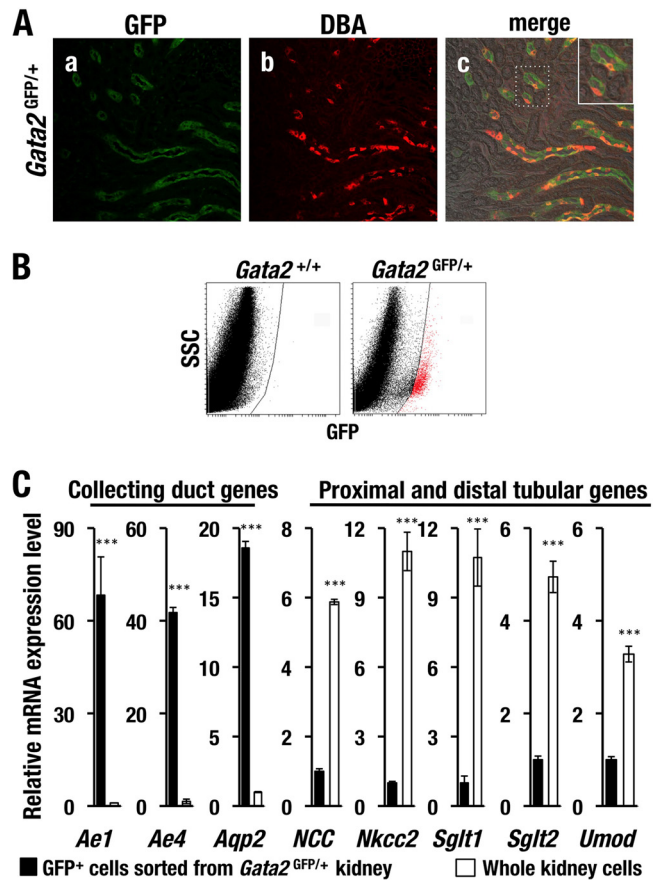 A
GFP DBA merge
Gata2 GFP/+
a b c
B
Gata2 +/+ Gata2 GFP/+
SSC
GFP
C
Collecting duct genes Proximal and distal tubular genes
Relative mRNA expression level
90 60 20 8 12 12 6 6
*** *** *** *** *** *** *** ***
60 40 15 6 9 9 4 4
10 4 6 6
30 20 5 2 3 3 2 2
0 0 0 0 0 0 0 0
Ae1 Ae4 Aqp2 NCC Nkcc2 Sglt1 Sglt2 Umod
GFP+ cells sorted from Gata2 GFP/+ kidney Whole kidney cells